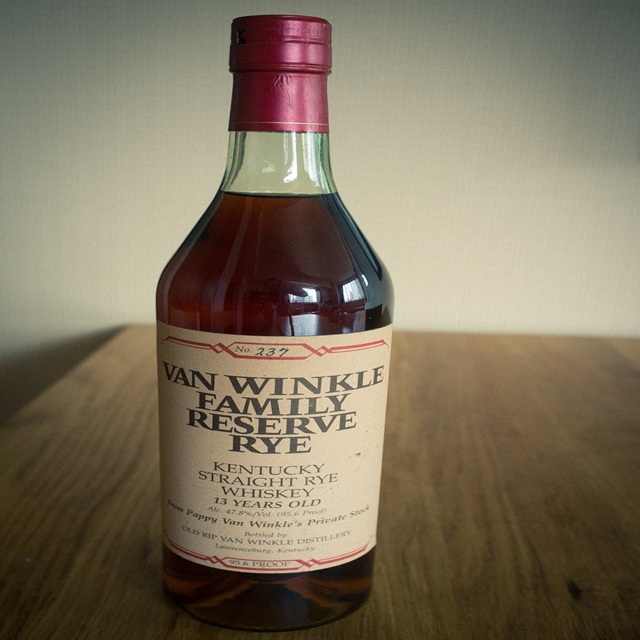 No. 237
VAN WINKLE
FAMILY
RESERVE
RYE
KENTUCKY
STRAIGHT RYE
WHISKEY
13 YEARS OLD
Alc. 47.8%/Vol. (95.6 Proof)
From Pappy Van Winkle's Private Stock
Bottled by
OLD RIP VAN WINKLE DISTILLERY
Lawrenceburg, Kentucky
95.6 PROOF